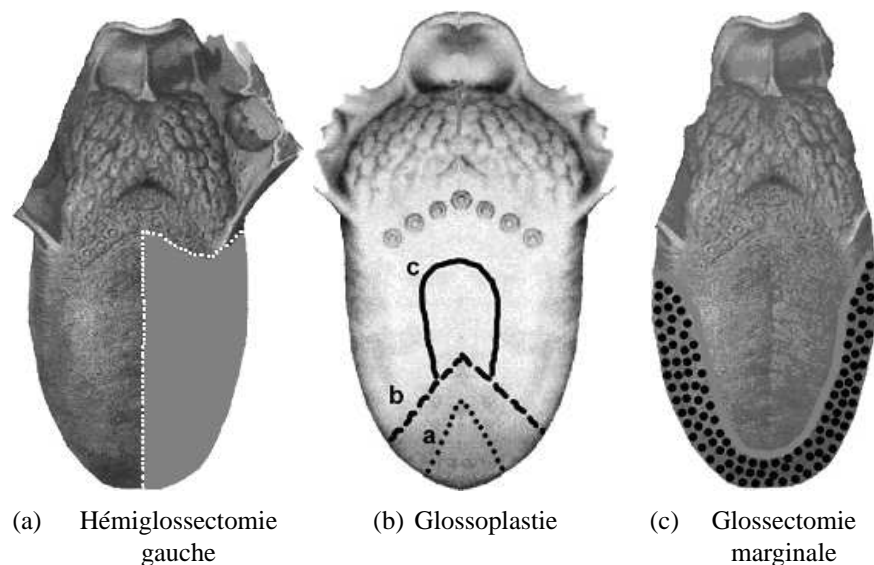 c
b
a
(a) Hémiglossectomie
gauche
(b) Glossoplastie
(c) Glossectomie
marginale